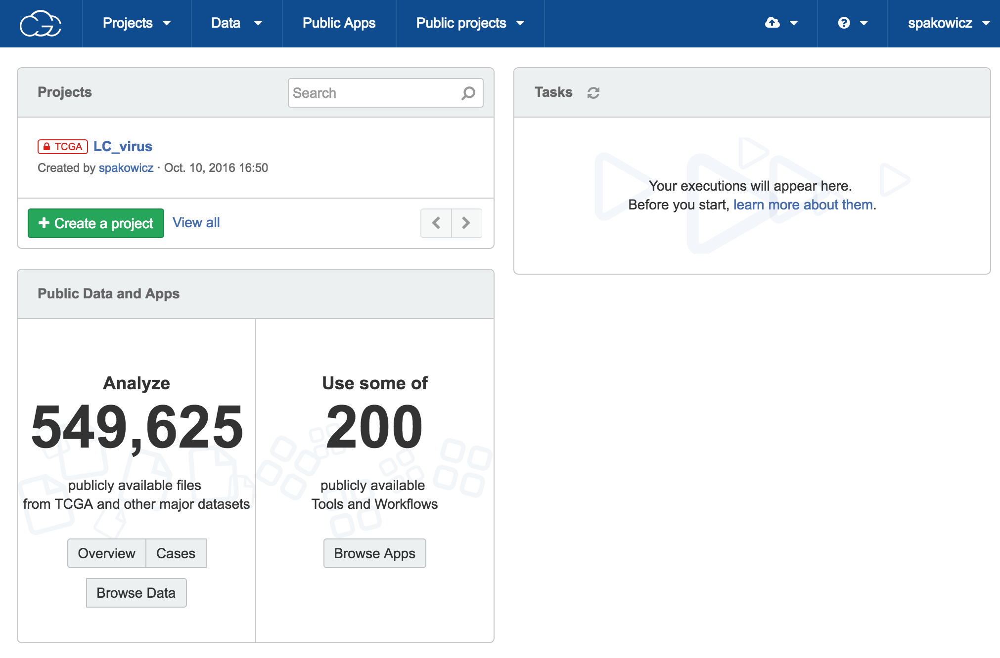 Projects
Data
Public Apps
Public projects
spakowicz
Projects
Search
TCGA LC_virus
Created by spakowicz · Oct. 10, 2016 16:50
Create a project
View all
Tasks
Your executions will appear here.
Before you start, learn more about them.
Public Data and Apps
Analyze
549,625
publicly available files
from TCGA and other major datasets
Overview
Cases
Browse Data
Use some of
200
publicly available
Tools and Workflows
Browse Apps